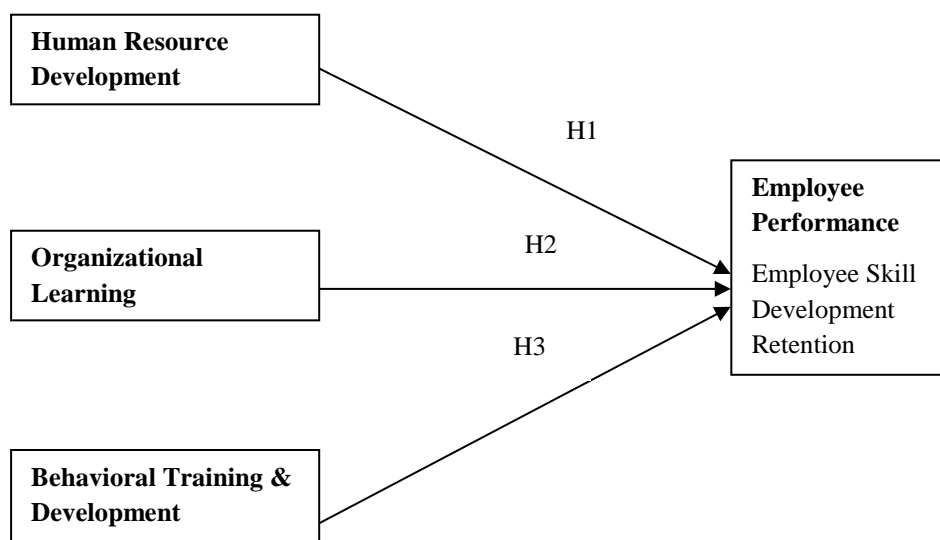 Human Resource
Development
H1
Employee
Performance
Employee Skill
Development
Retention
Organizational
Learning
H2
H3
Behavioral Training &
Development